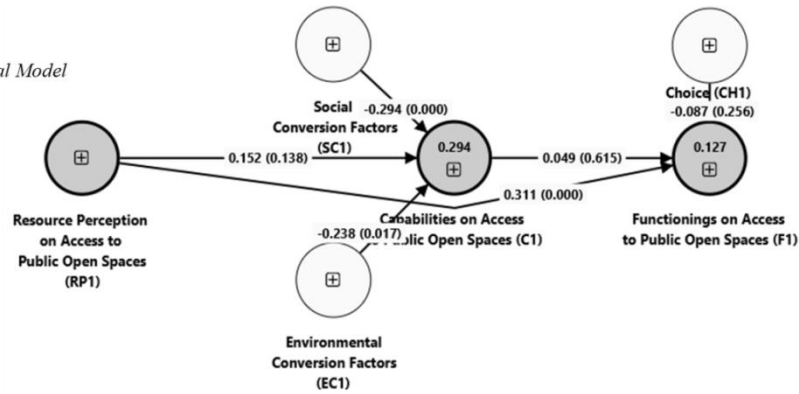 al Model
Social
Conversion Factors
(SC1)
-0.294 (0.000)
Choice (CH1)
-0.087 (0.256)
0.152 (0.138)
0.294
0.049 (0.615)
0.127
0.311 (0.000)
Resource Perception
on Access to
Public Open Spaces
(RP1)
Capabilities on Access
Public Open Spaces (C1)
Functionings on Access
to Public Open Spaces (F1)
-0.238 (0.017)
Environmental
Conversion Factors
(EC1)